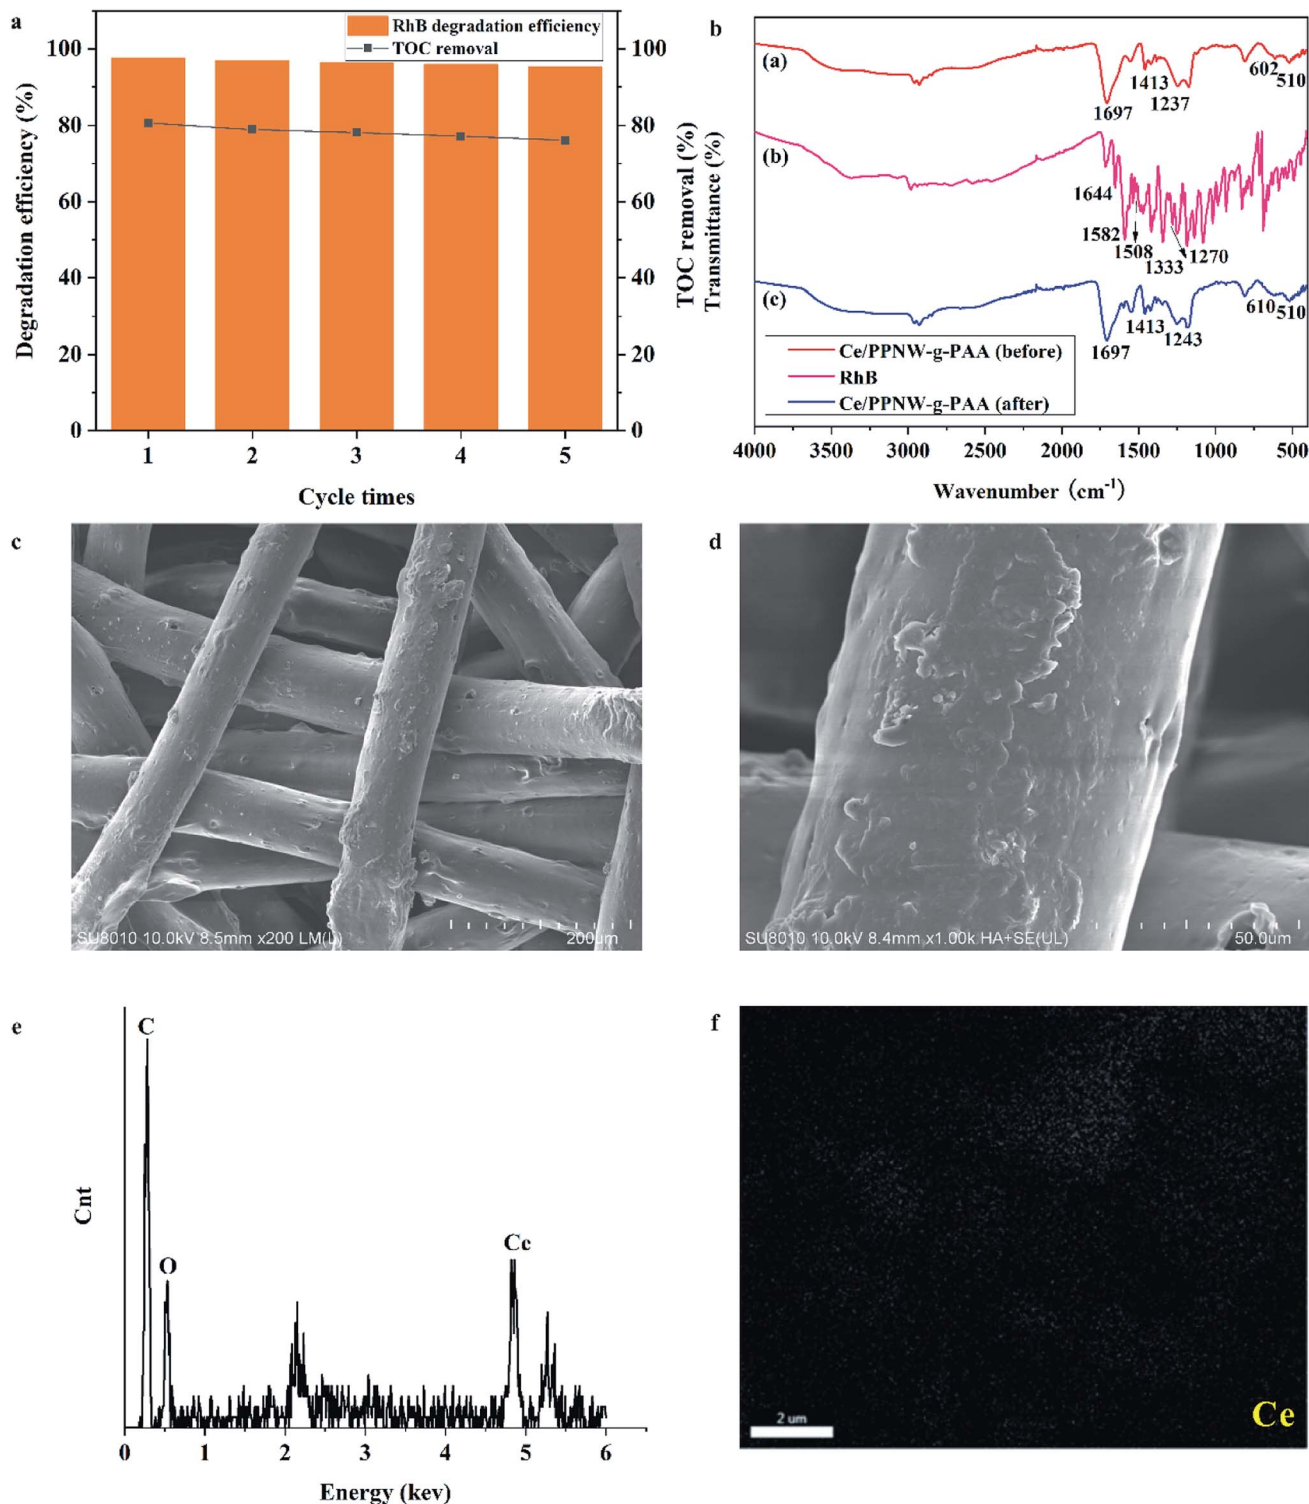 a
RhB degradation efficiency
TOC removal
100
80
60
40
20
0
100
80
60
40
20
0
Degradation efficiency (%)
TOC removal (%)
1 2 3 4 5
Cycle times
b
(a)
1697
1413
1237
602
510
(b)
1644
1582
1508
1333
1270
(c)
1697
1413
1243
610
510
Ce/PPNW-g-PAA (before)
RhB
Ce/PPNW-g-PAA (after)
Transmittance (%)
4000 3500 3000 2500 2000 1500 1000 500
Wavenumber (cm⁻¹)
c
SU8010 10.0kV 8.5mm x200 LM(L)
200um
d
SU8010 10.0kV 8.4mm x1.00k HA+SE(UL)
50.0um
e
C
O
Ce
Cnt
0 1 2 3 4 5 6
Energy (kev)
f
2 um
Ce